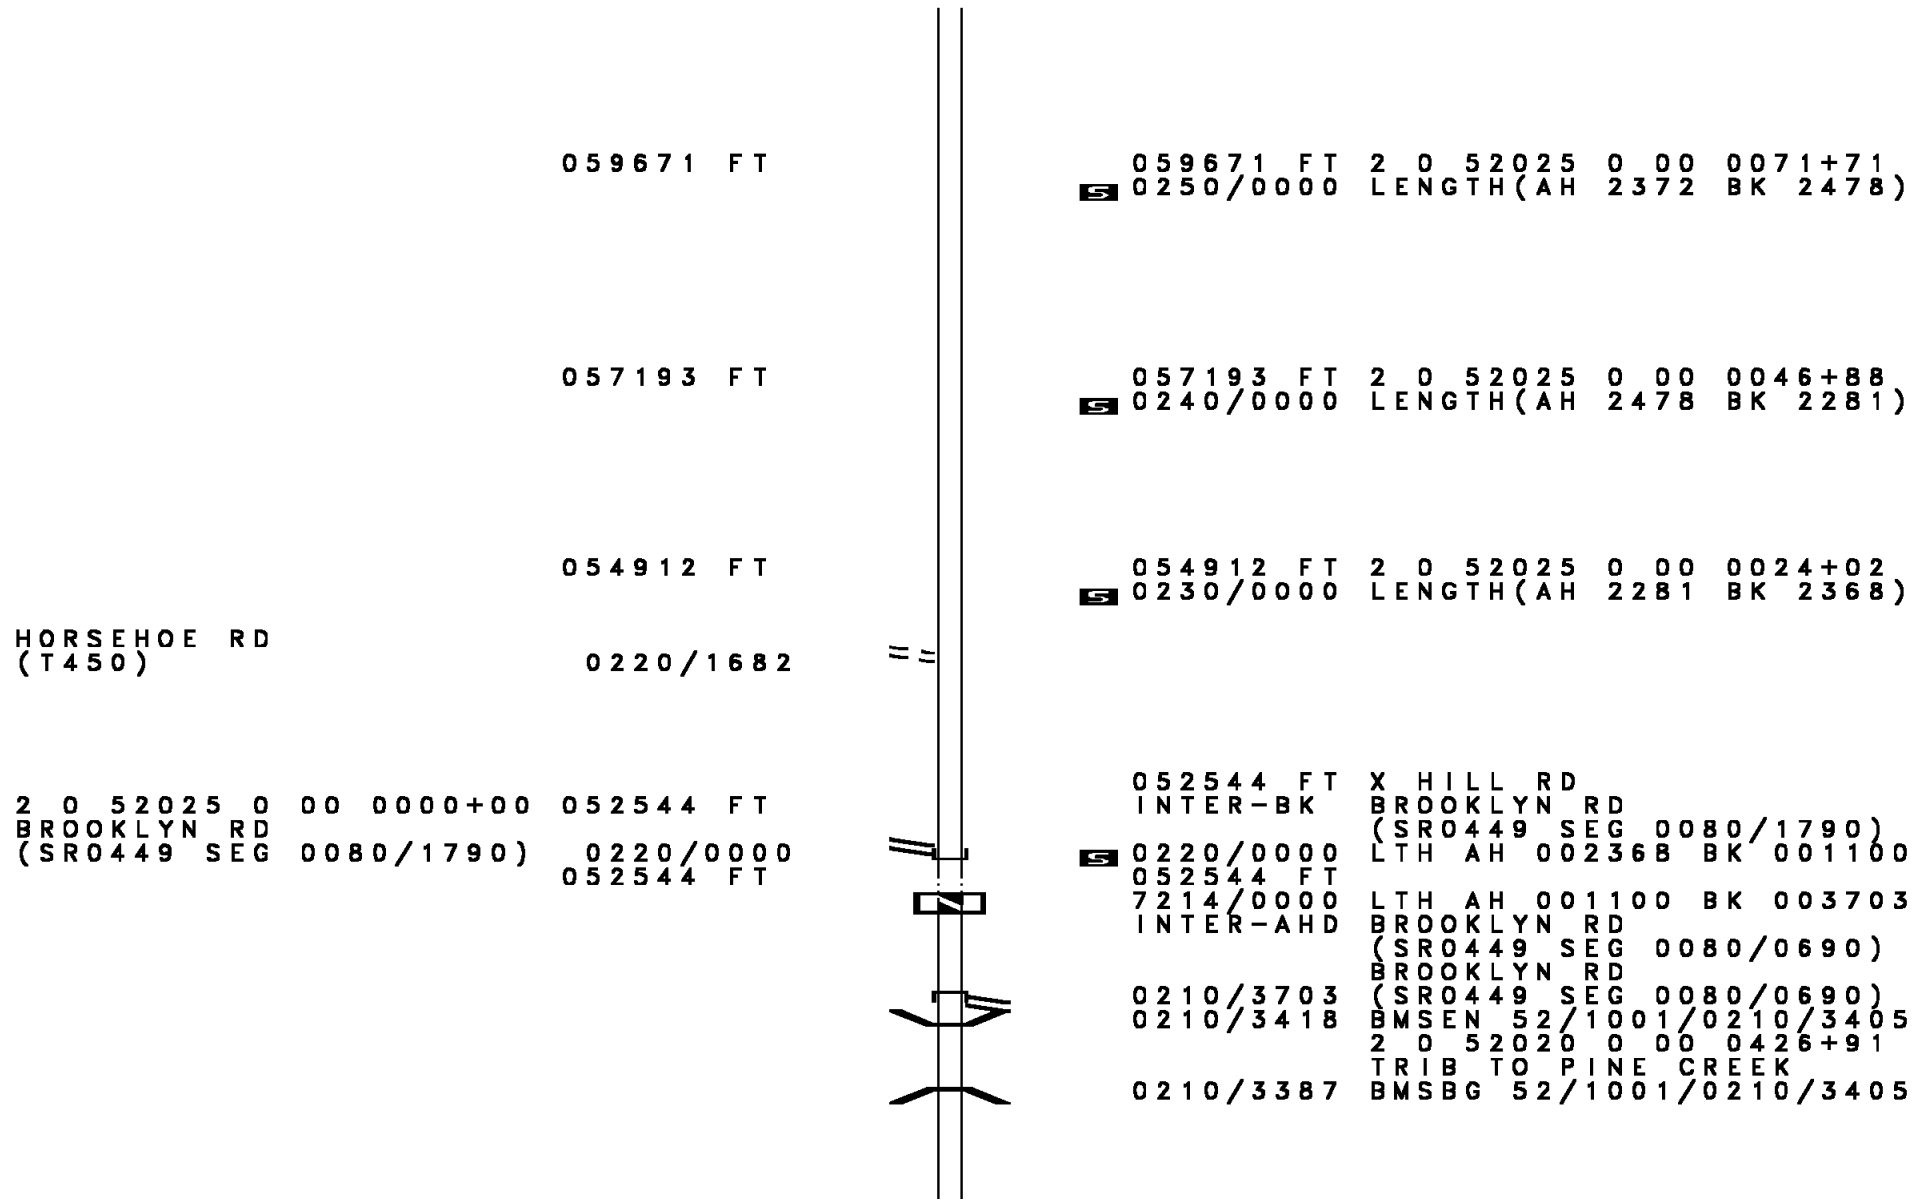 059671 FT
059671 FT 2 0 52025 0 00 0071+71
S 0250/0000 LENGTH(AH 2372 BK 2478)
057193 FT
057193 FT 2 0 52025 0 00 0046+88
S 0240/0000 LENGTH(AH 2478 BK 2281)
054912 FT
054912 FT 2 0 52025 0 00 0024+02
S 0230/0000 LENGTH(AH 2281 BK 2368)
HORSEHOE RD
(T450) 0220/1682
052544 FT X HILL RD
2 0 52025 0 00 0000+00 052544 FT
INTER-BK BROOKLYN RD
BROOKLYN RD
(SR0449 SEG 0080/1790)
(SR0449 SEG 0080/1790) 0220/0000
S 0220/0000 LTH AH 002368 BK 001100
052544 FT
052544 FT
7214/0000 LTH AH 001100 BK 003703
INTER-AHD BROOKLYN RD
(SR0449 SEG 0080/0690)
BROOKLYN RD
0210/3703 (SR0449 SEG 0080/0690)
0210/3418 BMSEN 52/1001/0210/3405
2 0 52020 0 00 0426+91
TRIB TO PINE CREEK
0210/3387 BMSBG 52/1001/0210/3405